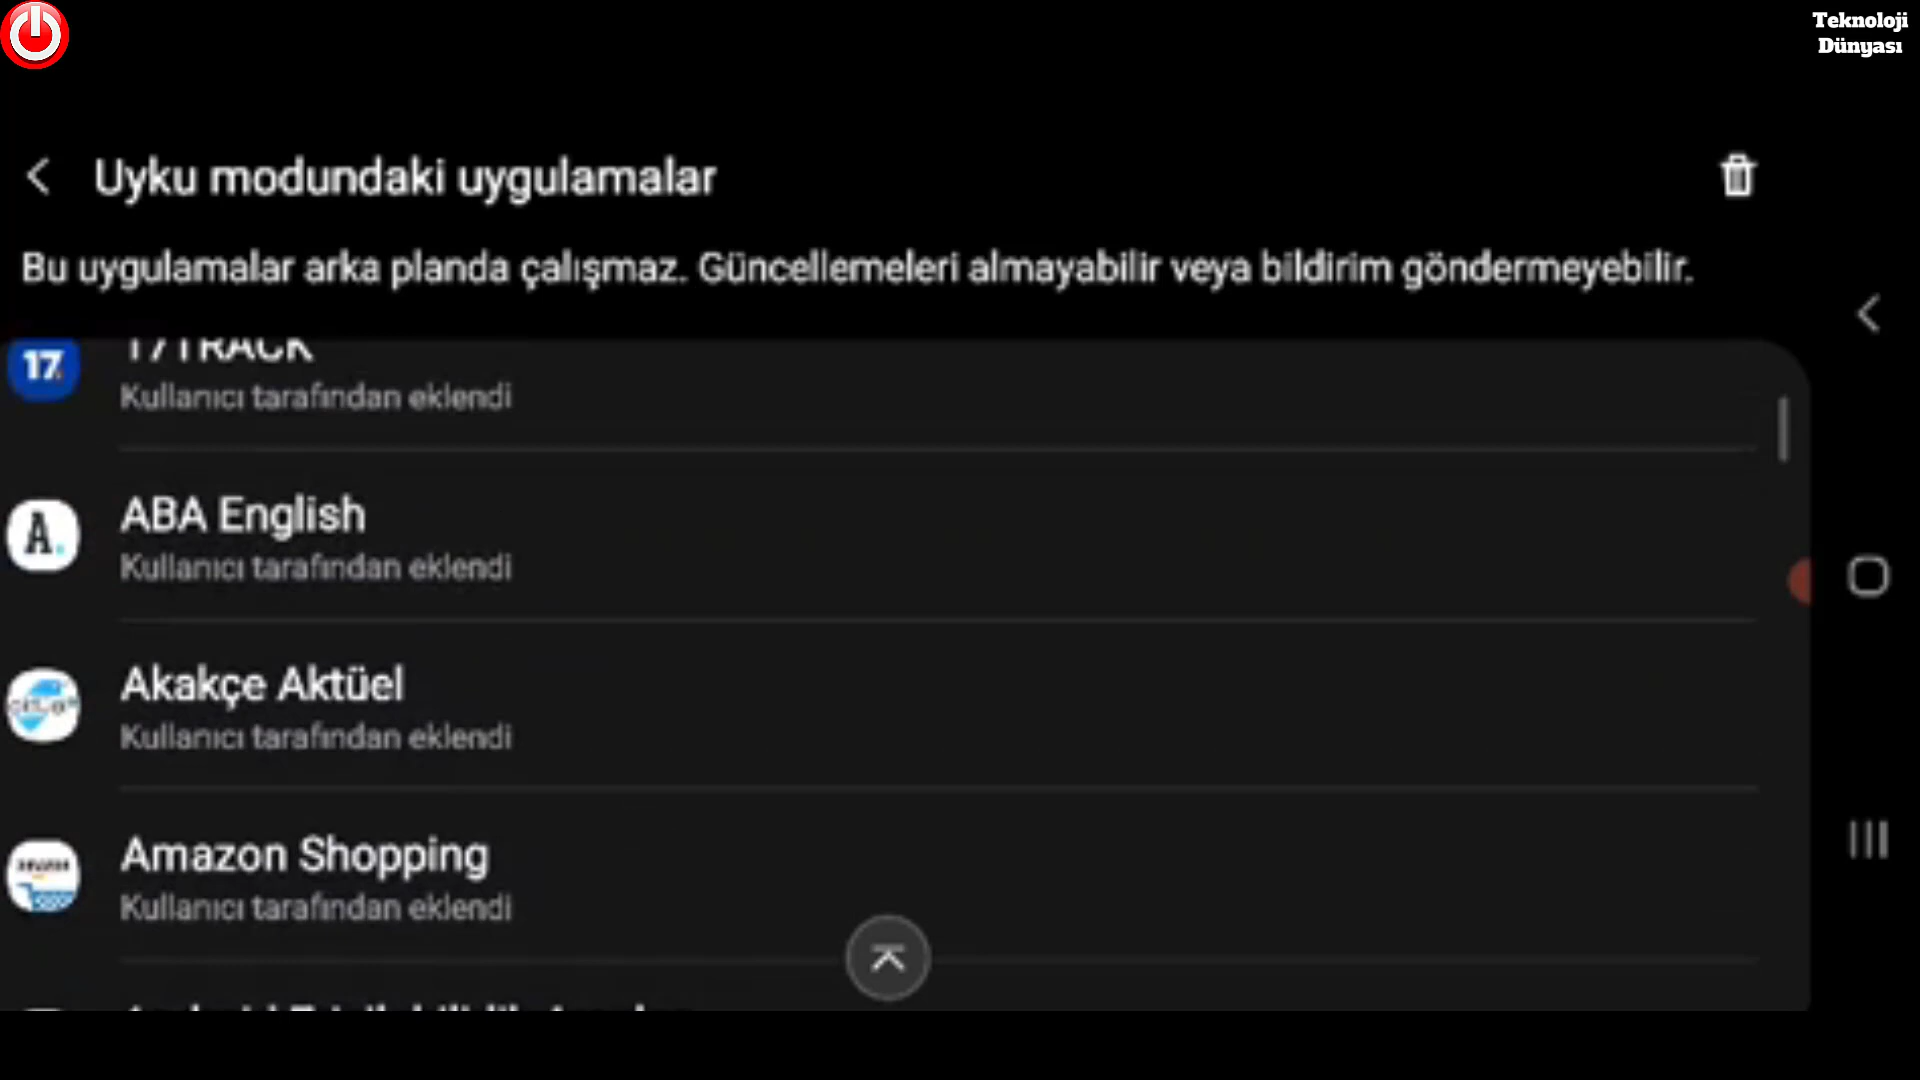 Teknoloji
Dünyası
Uyku modundaki uygulamalar
Bu uygulamalar arka planda çalışmaz. Güncellemeleri almayabilir veya bildirim göndermeyebilir.
17
17TRACK
Kullanıcı tarafından eklendi
A.
ABA English
Kullanıcı tarafından eklendi
Akakçe Aktüel
Kullanıcı tarafından eklendi
Amazon Shopping
Kullanıcı tarafından eklendi